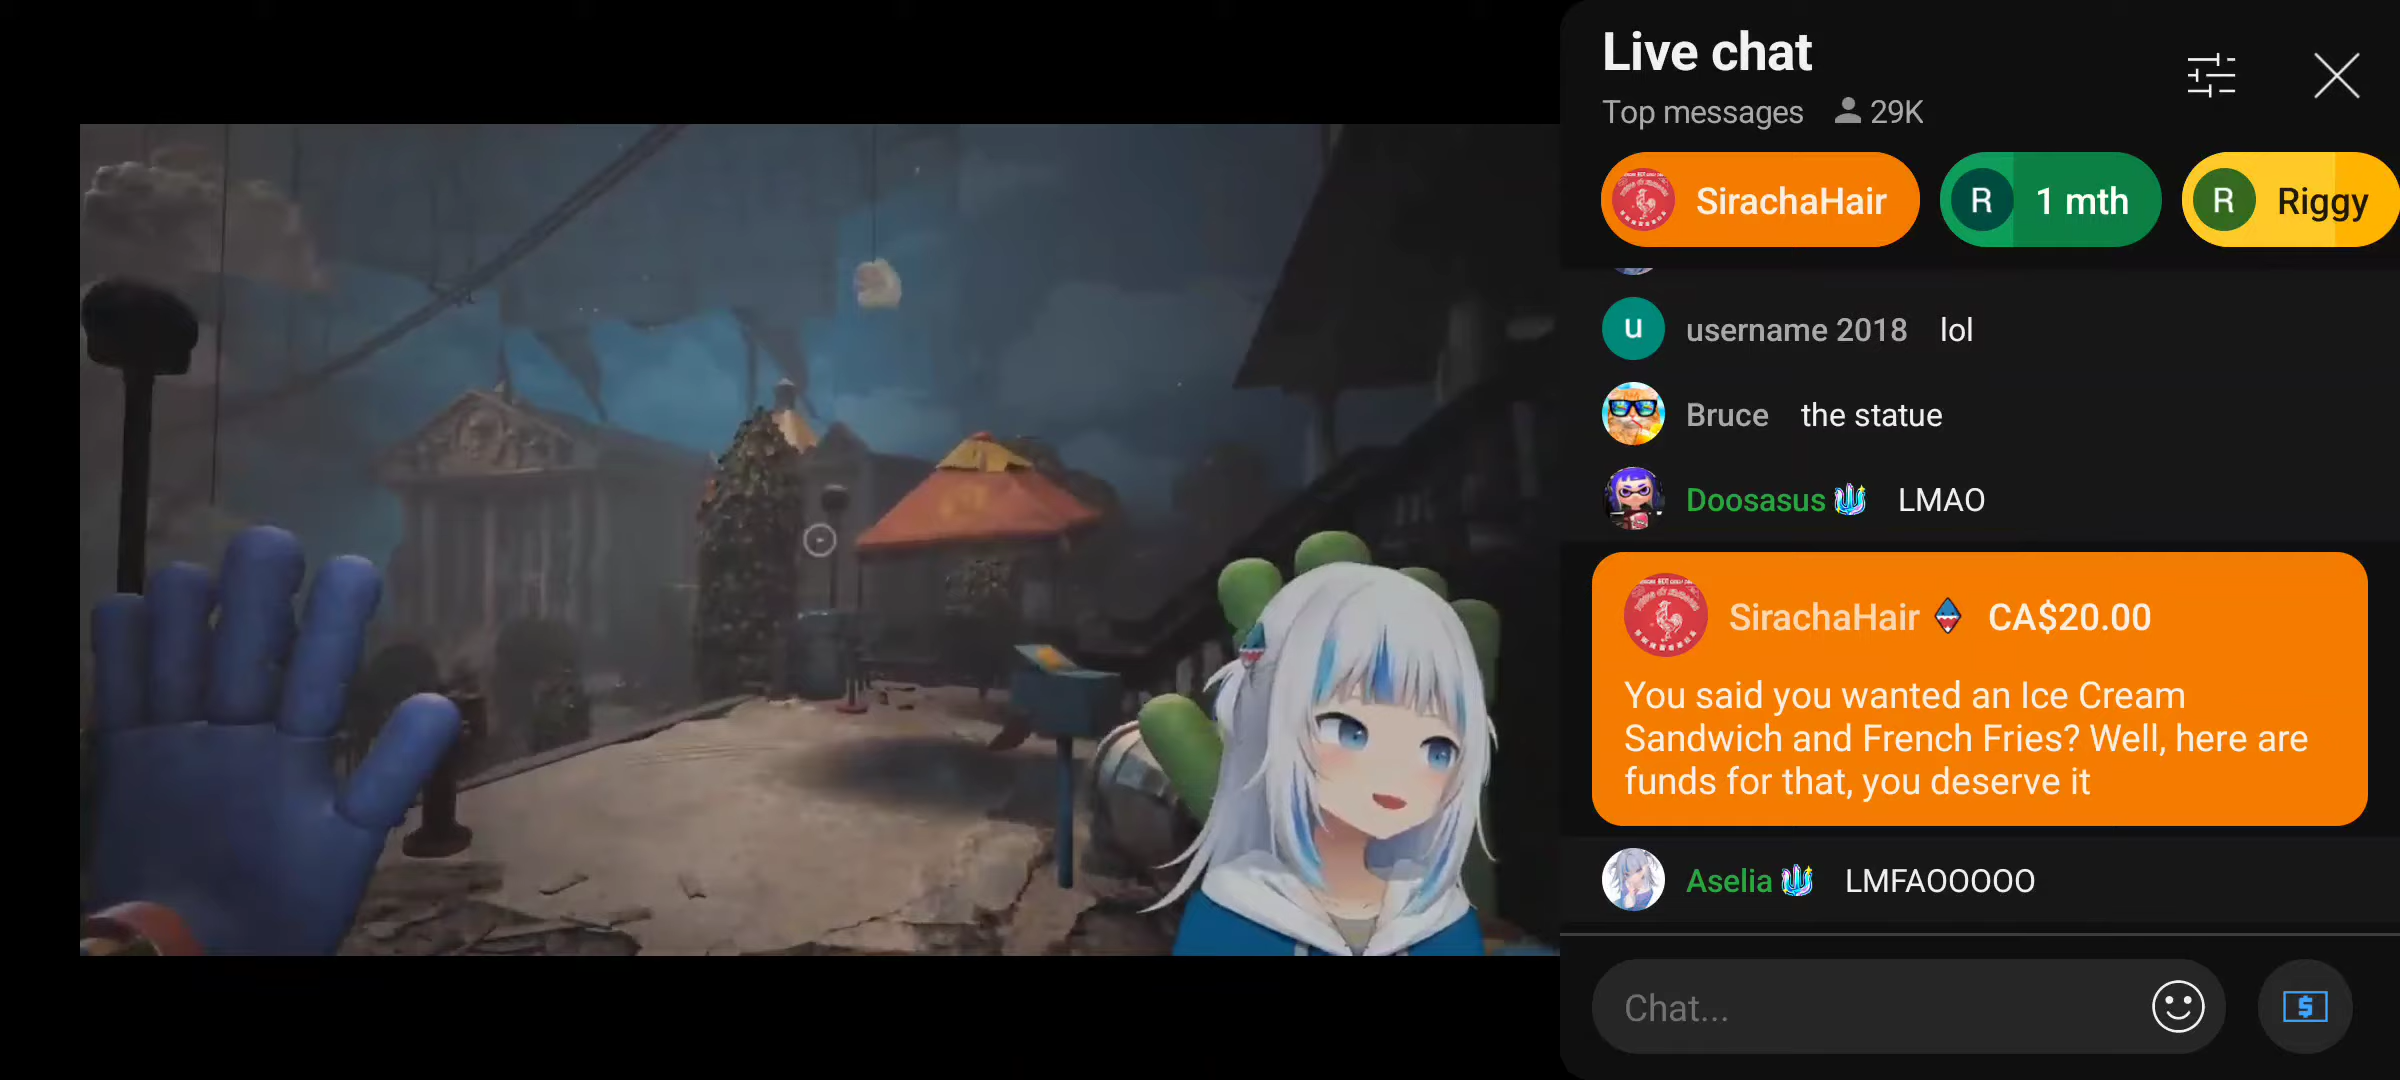 Live chat
Top messages 29K
SirachaHair
R 1 mth
R Riggy
u username 2018 lol
Bruce the statue
Doosasus LMAO
SirachaHair CA$20.00
You said you wanted an Ice Cream
Sandwich and French Fries? Well, here are
funds for that, you deserve it
Aselia LMFAOOOOO
Chat...
$